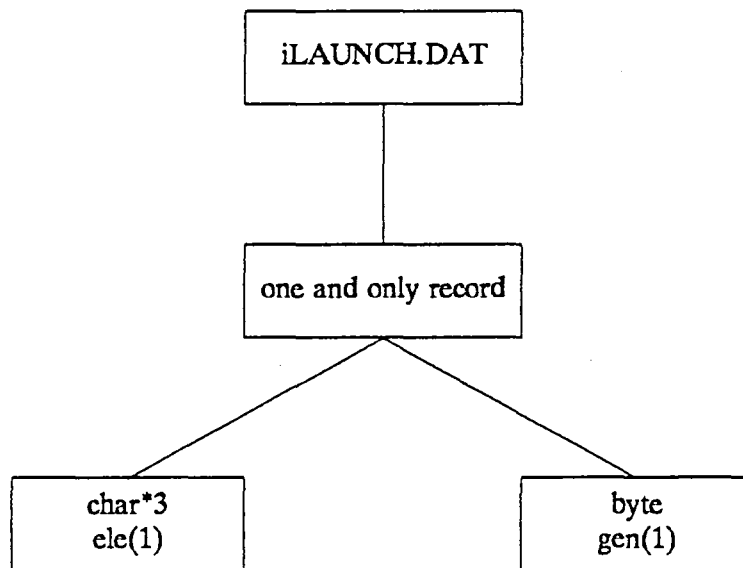 iLAUNCH.DAT
one and only record
char*3
ele(1)
byte
gen(1)